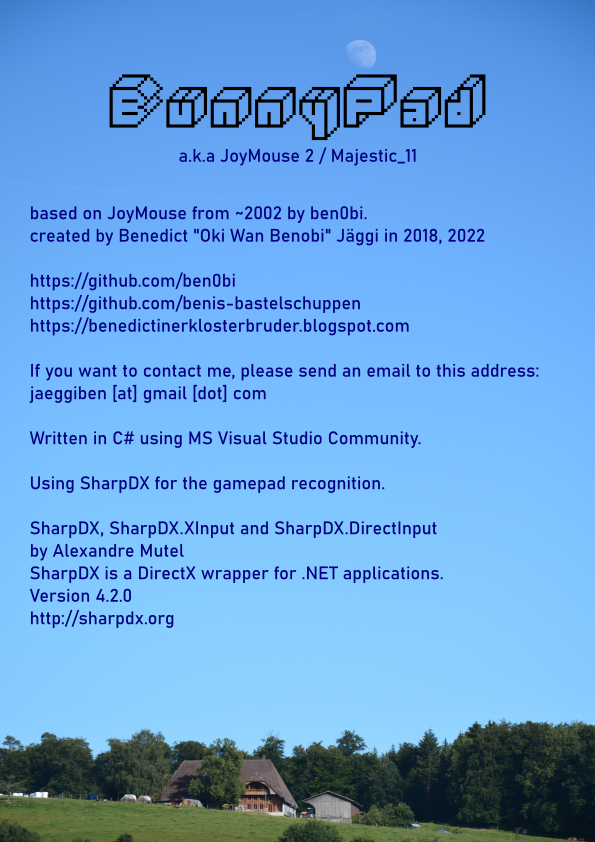 BunnyPad
a.k.a JoyMouse 2 / Majestic_11
based on JoyMouse from ~2002 by ben0bi.
created by Benedict "Oki Wan Benobi" Jäggi in 2018, 2022
https://github.com/ben0bi
https://github.com/benis-bastelschuppen
https://benedictinerklosterbruder.blogspot.com
If you want to contact me, please send an email to this address:
jaeggiben [at] gmail [dot] com
Written in C# using MS Visual Studio Community.
Using SharpDX for the gamepad recognition.
SharpDX, SharpDX.XInput and SharpDX.DirectInput
by Alexandre Mutel
SharpDX is a DirectX wrapper for .NET applications.
Version 4.2.0
http://sharpdx.org